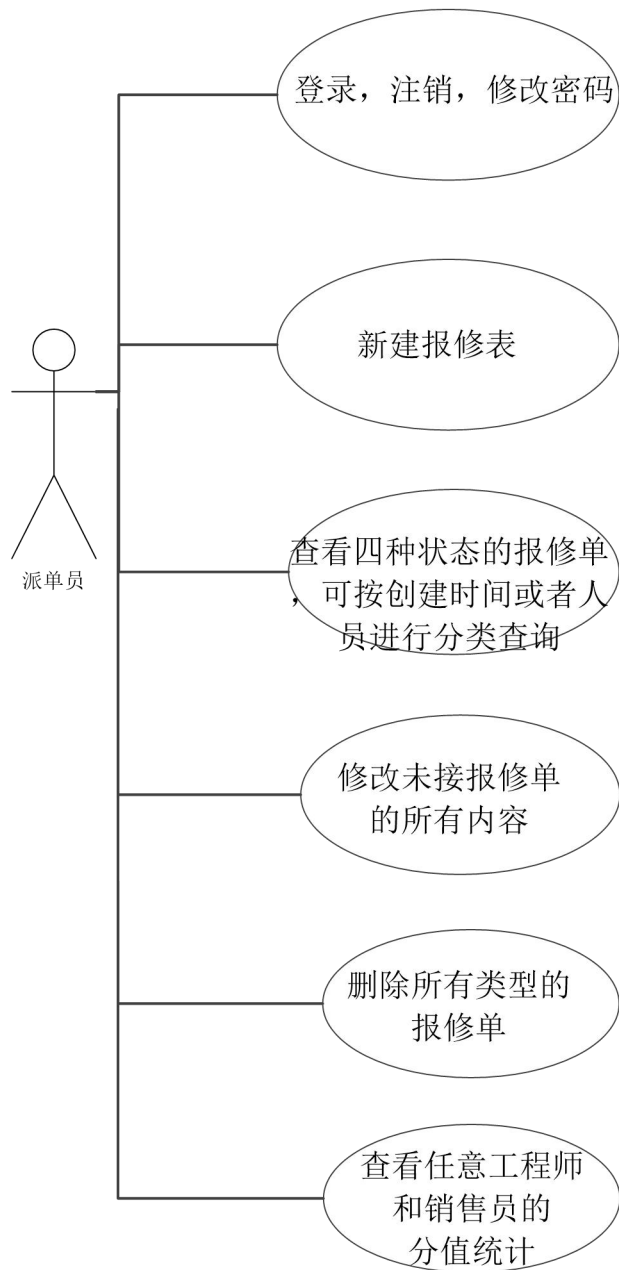 登录，注销，修改密码
新建报修表
派单员
查看四种状态的报修单
，可按创建时间或者人
员进行分类查询
修改未接报修单
的所有内容
删除所有类型的
报修单
查看任意工程师
和销售员的
分值统计